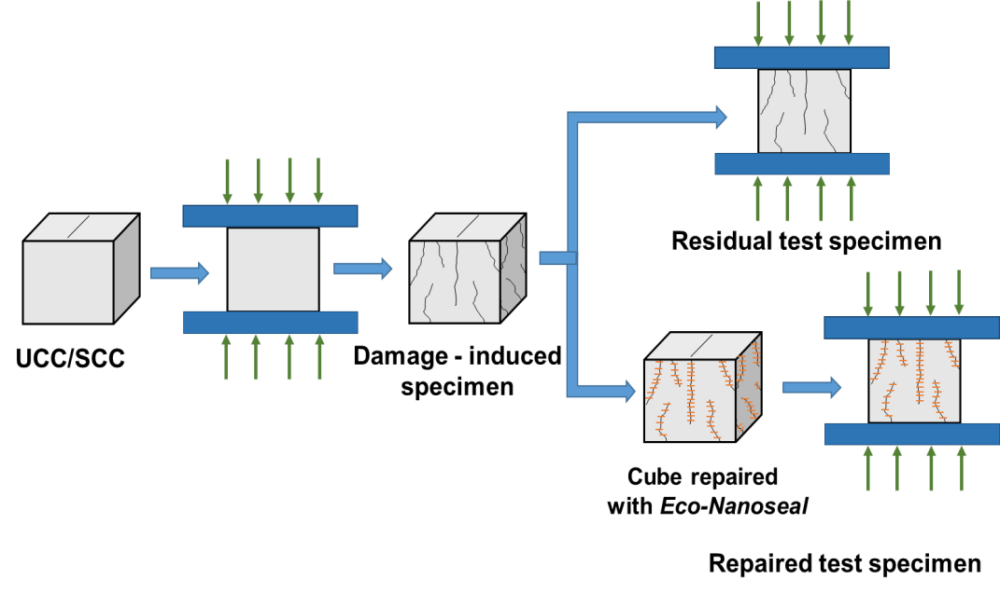 UCC/SCC
Damage - induced
specimen
Residual test specimen
Cube repaired
with Eco-Nanoseal
Repaired test specimen